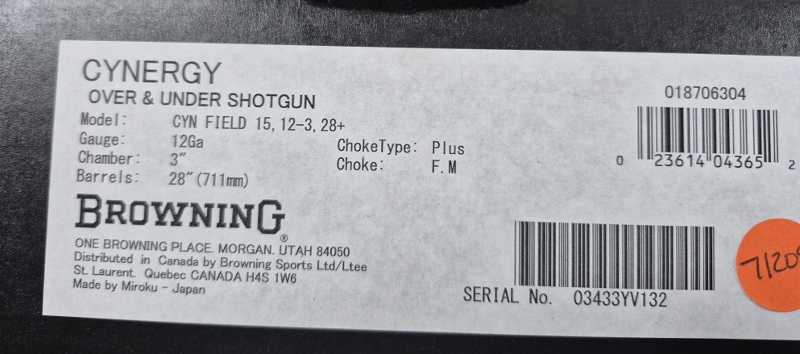 CYNERGY
OVER & UNDER SHOTGUN
Model: CYN FIELD 15, 12-3, 28+
Gauge: 12Ga
Chamber: 3"
Barrels: 28"(711mm)
ChokeType: Plus
Choke: F.M
BROWNING®
ONE BROWNING PLACE. MORGAN. UTAH 84050
Distributed in Canada by Browning Sports Ltd/Ltee
St. Laurent. Quebec CANADA H4S 1W6
Made by Miroku - Japan
018706304
0 23614 04365 2
SERIAL No. 03433YV132